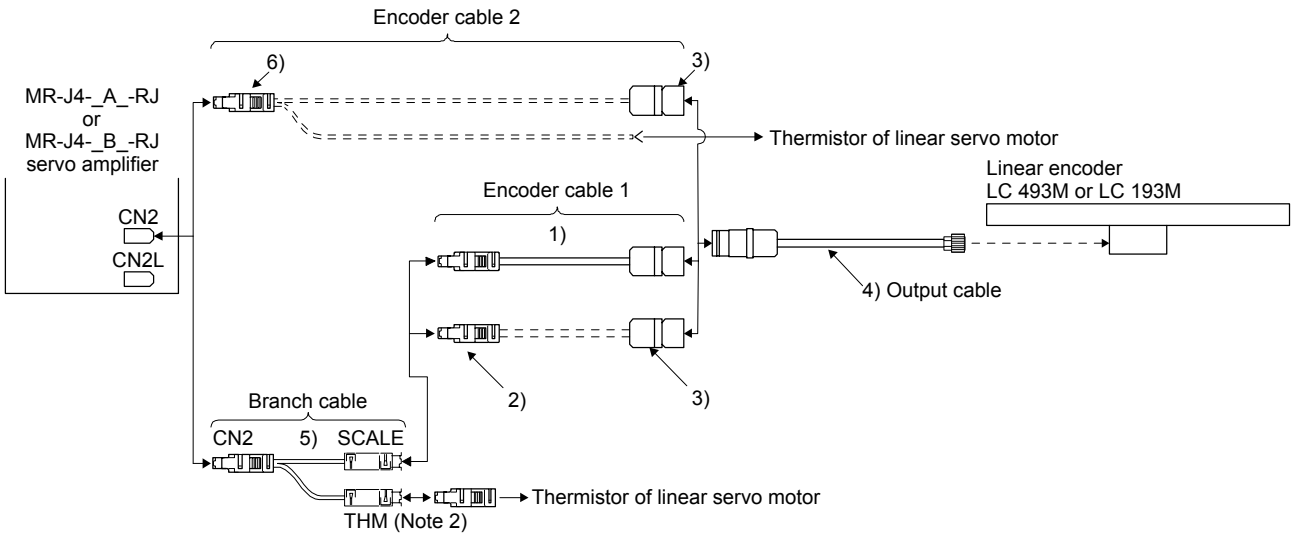 Encoder cable 2
6)
3)
MR-J4-_A_-RJ
or
MR-J4-_B_-RJ
servo amplifier
Thermistor of linear servo motor
Linear encoder
LC 493M or LC 193M
Encoder cable 1
CN2
1)
CN2L
4) Output cable
2)
3)
Branch cable
CN2 5) SCALE
Thermistor of linear servo motor
THM (Note 2)